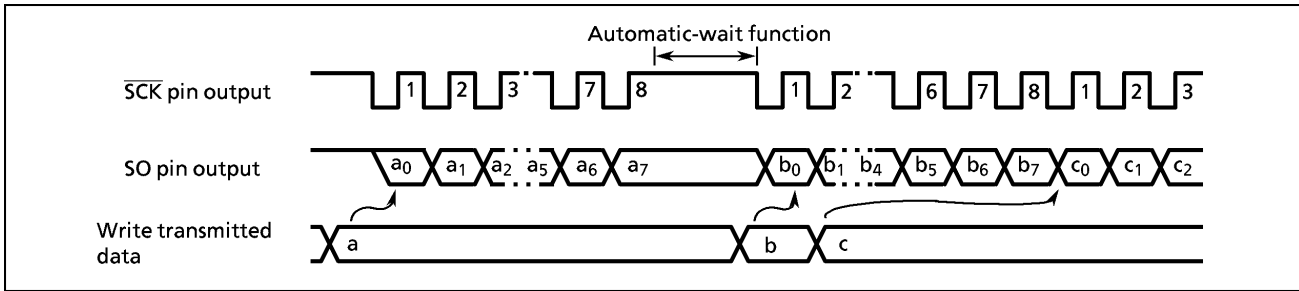 Automatic-wait function
SCK pin output
1 2 3 7 8 1 2 6 7 8 1 2 3
SO pin output
a0 a1 a2 a5 a6 a7 b0 b1 b4 b5 b6 b7 c0 c1 c2
Write transmitted
data
a b c